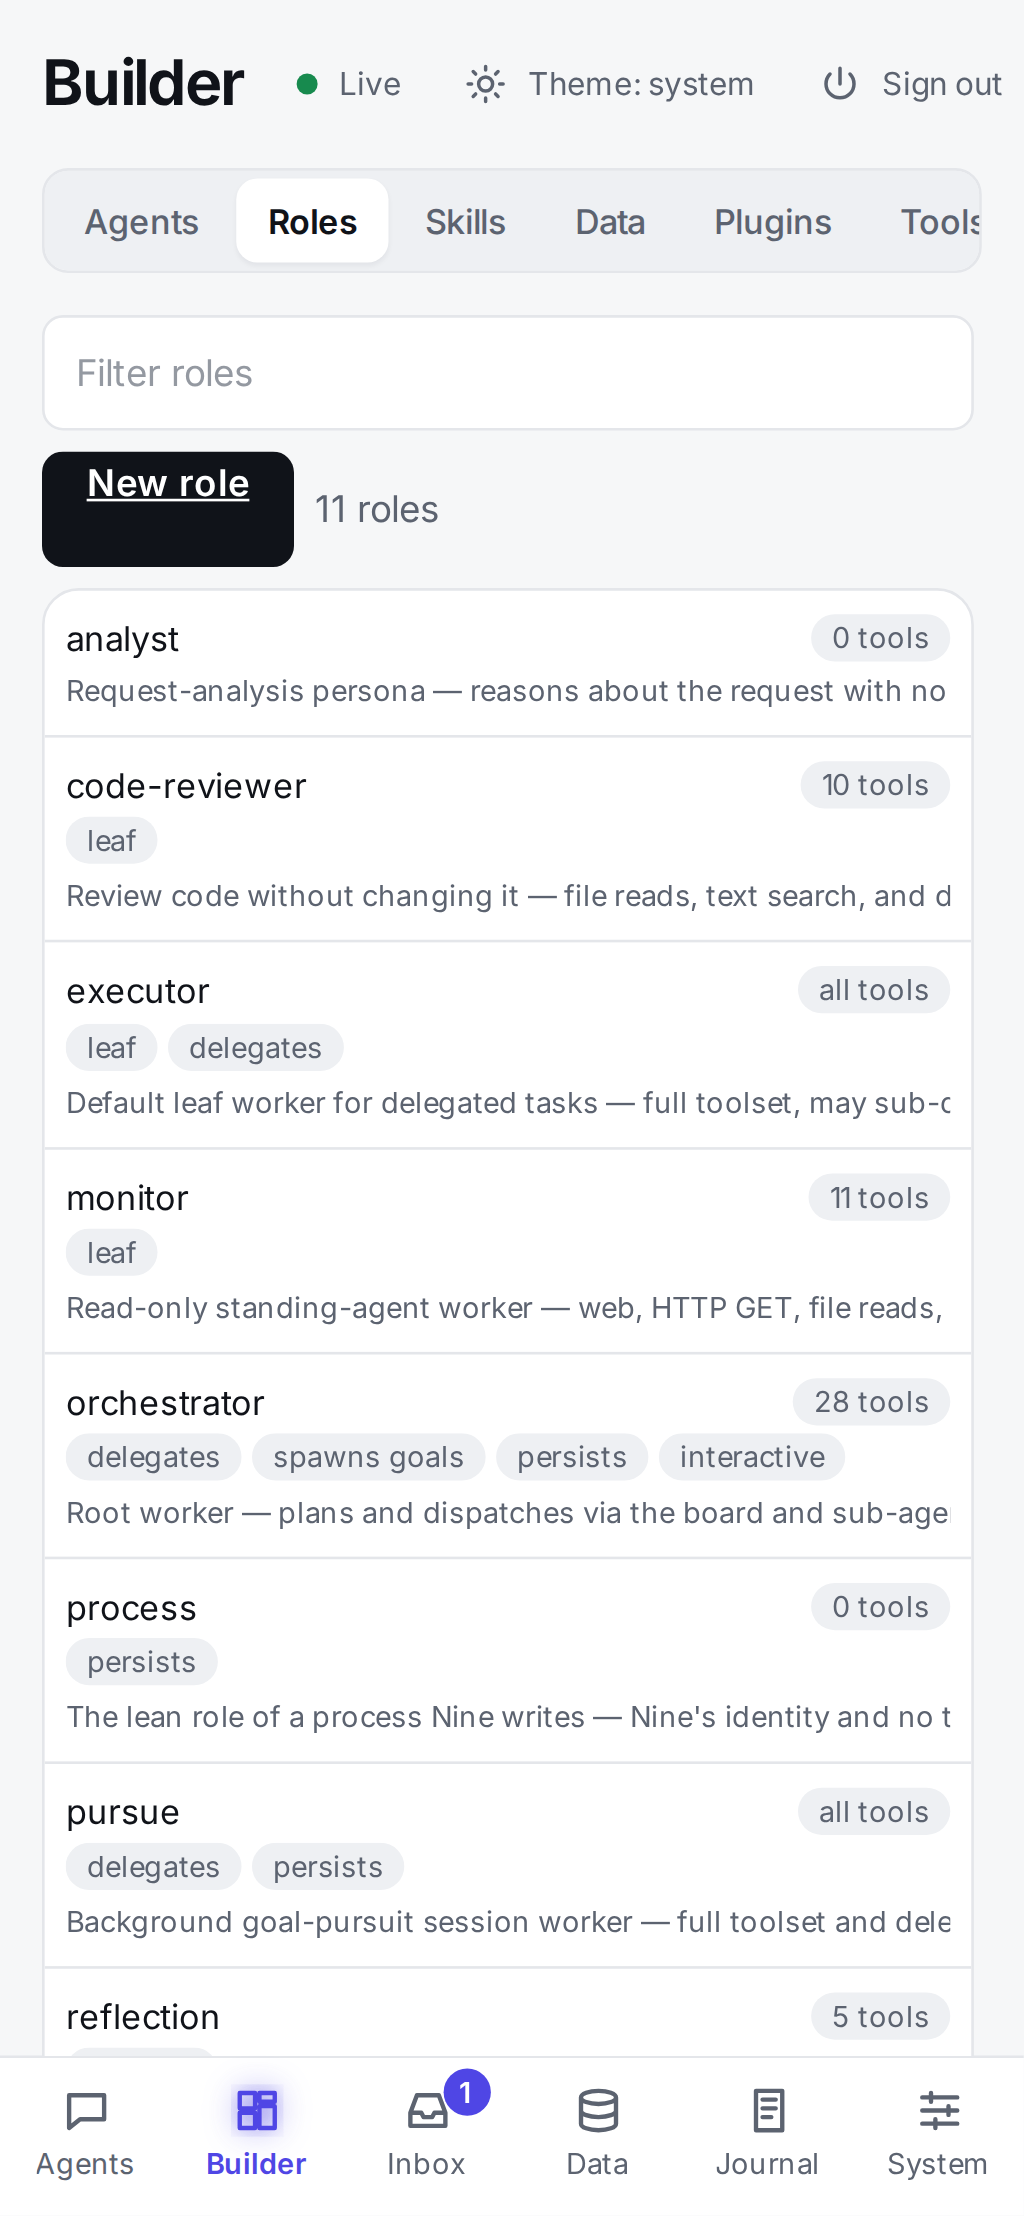 Builder Live Theme: system Sign out
Agents Roles Skills Data Plugins Tools
Filter roles
New role 11 roles
analyst 0 tools
Request-analysis persona — reasons about the request with no
code-reviewer 10 tools
leaf
Review code without changing it — file reads, text search, and d
executor all tools
leaf delegates
Default leaf worker for delegated tasks — full toolset, may sub-
monitor 11 tools
leaf
Read-only standing-agent worker — web, HTTP GET, file reads,
orchestrator 28 tools
delegates spawns goals persists interactive
Root worker — plans and dispatches via the board and sub-age
process 0 tools
persists
The lean role of a process Nine writes — Nine's identity and no t
pursue all tools
delegates persists
Background goal-pursuit session worker — full toolset and dele
reflection 5 tools
1
Agents Builder Inbox Data Journal System